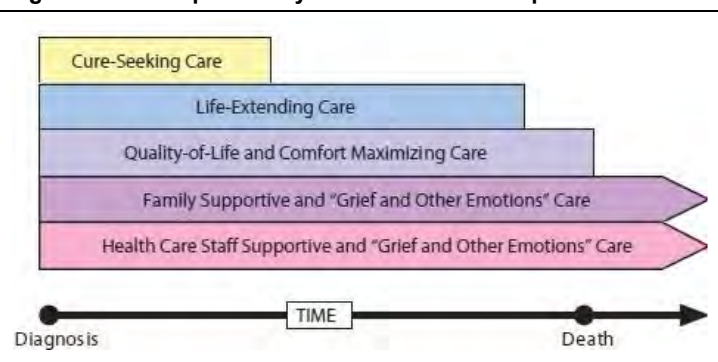 Cure-Seeking Care
Life-Extending Care
Quality-of-Life and Comfort Maximizing Care
Family Supportive and “Grief and Other Emotions” Care
Health Care Staff Supportive and “Grief and Other Emotions” Care
TIME
Diagnosis
Death